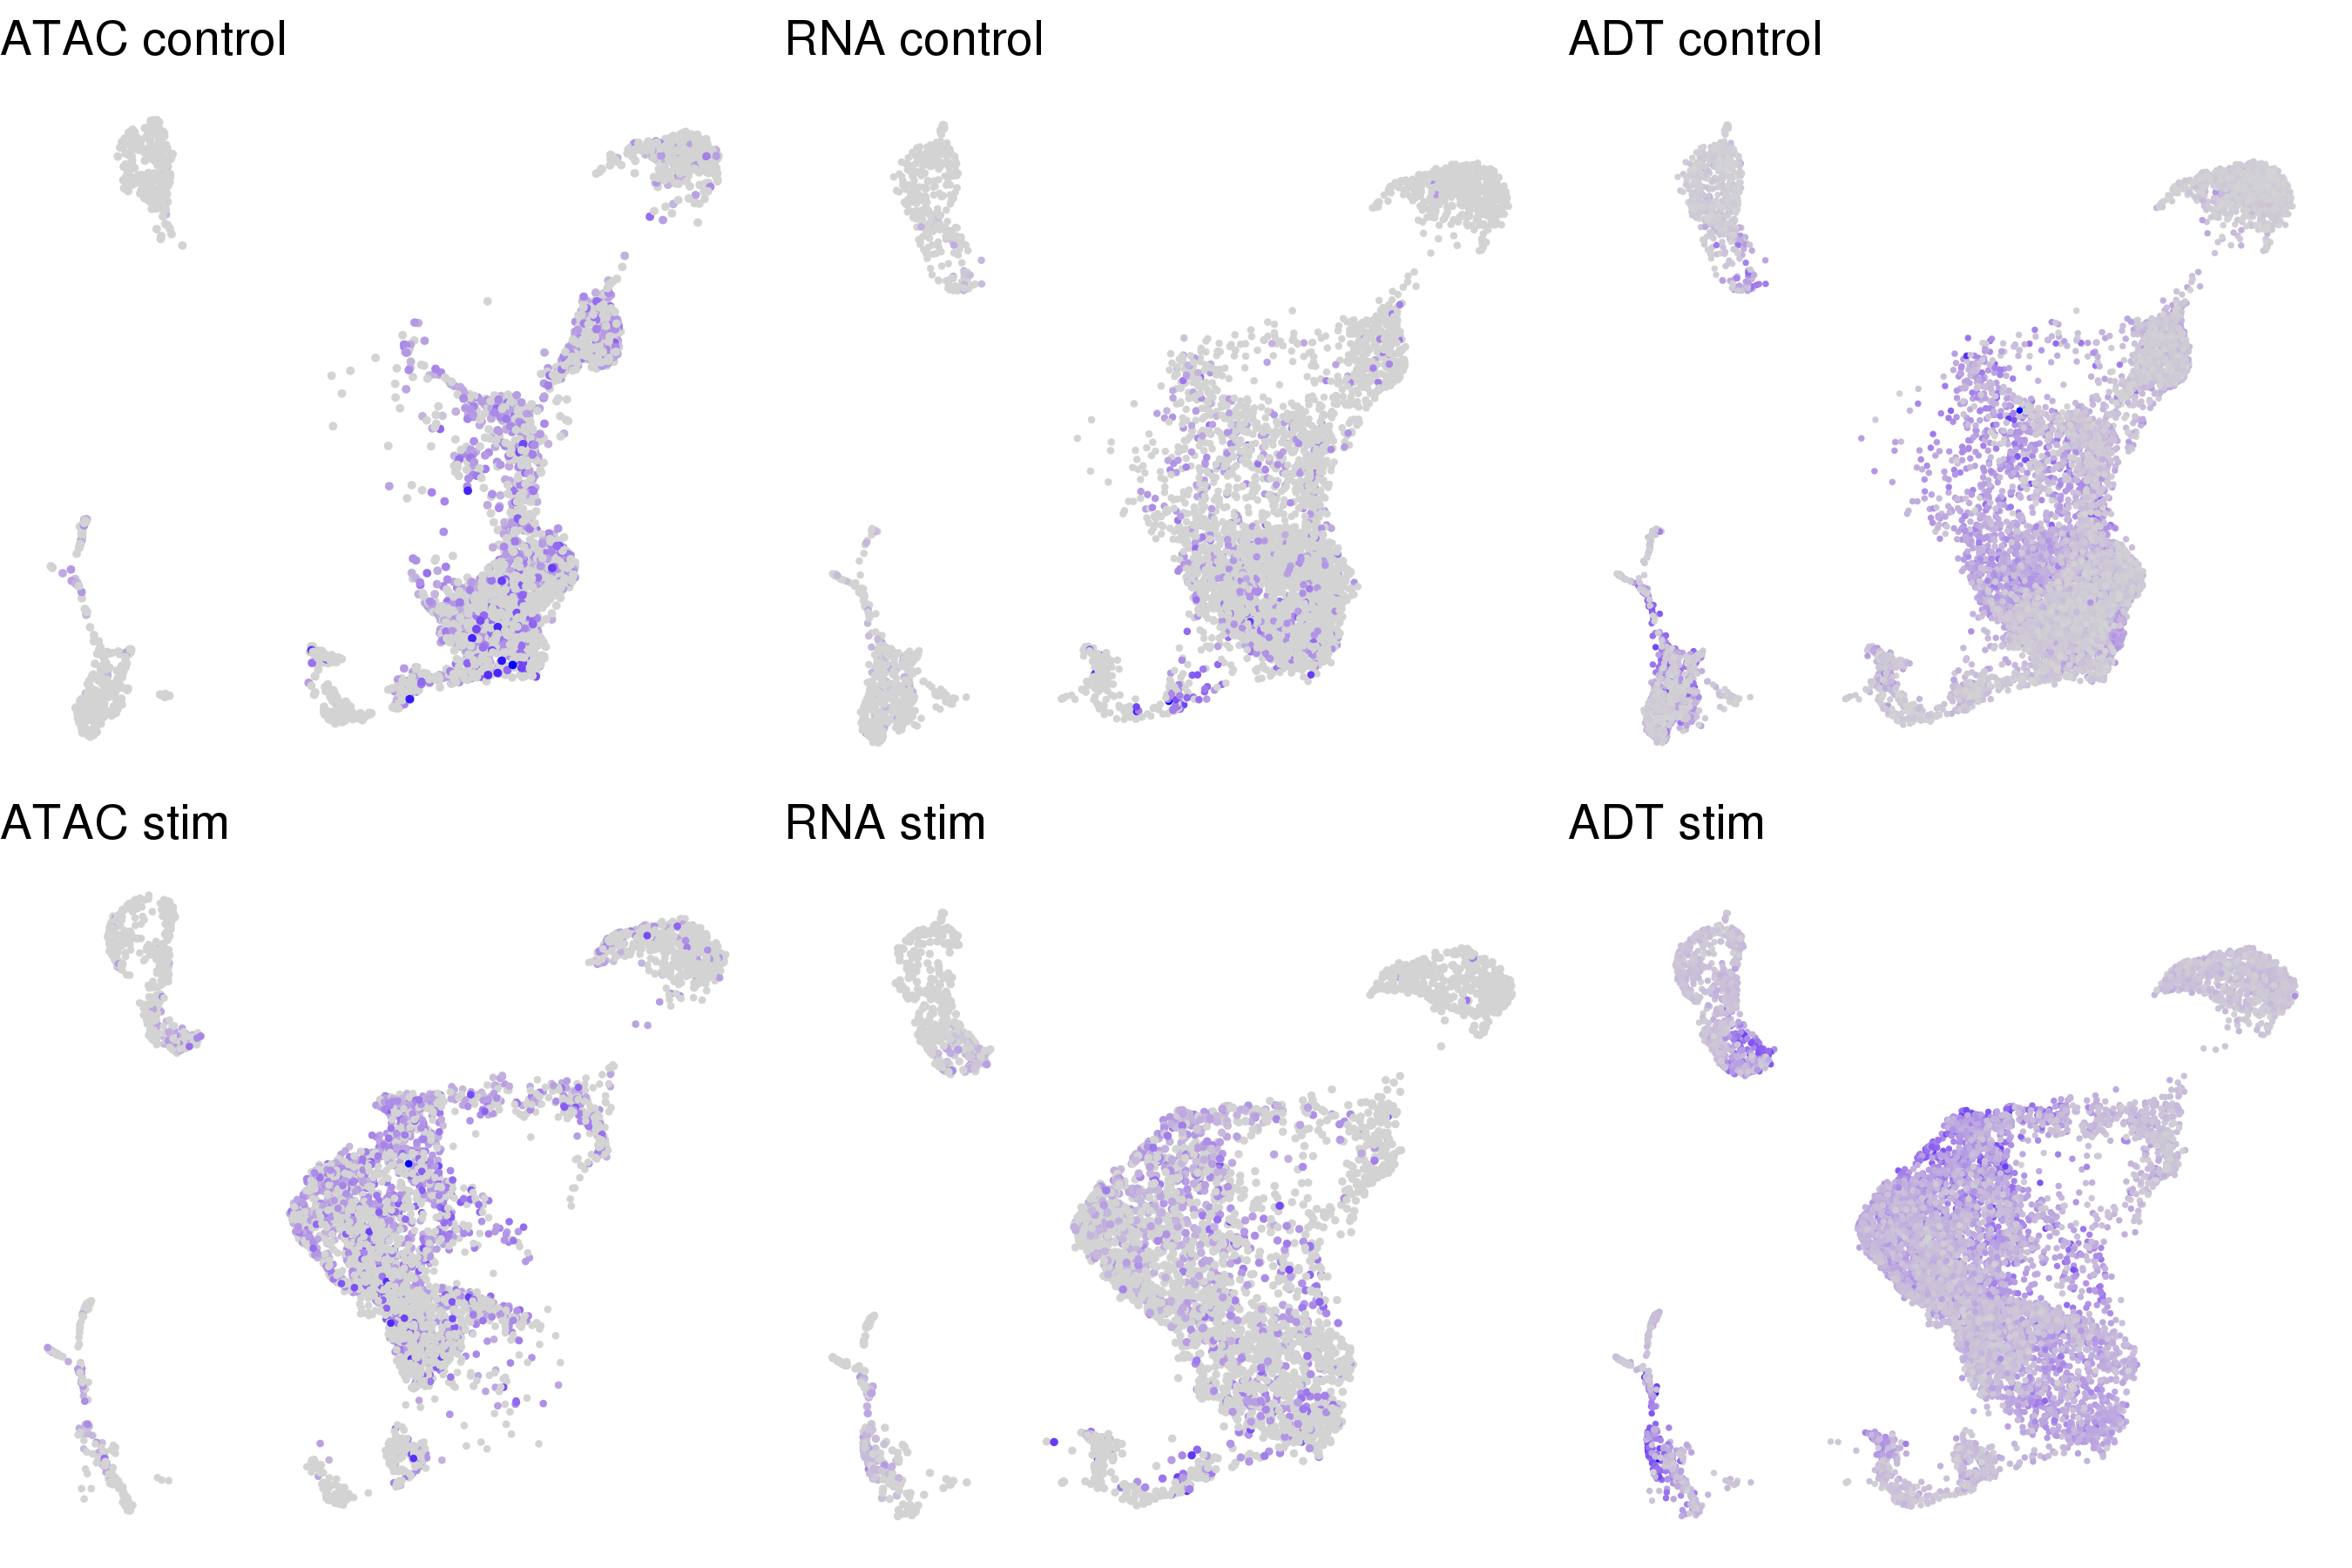 ATAC control
RNA control
ADT control
ATAC stim
RNA stim
ADT stim